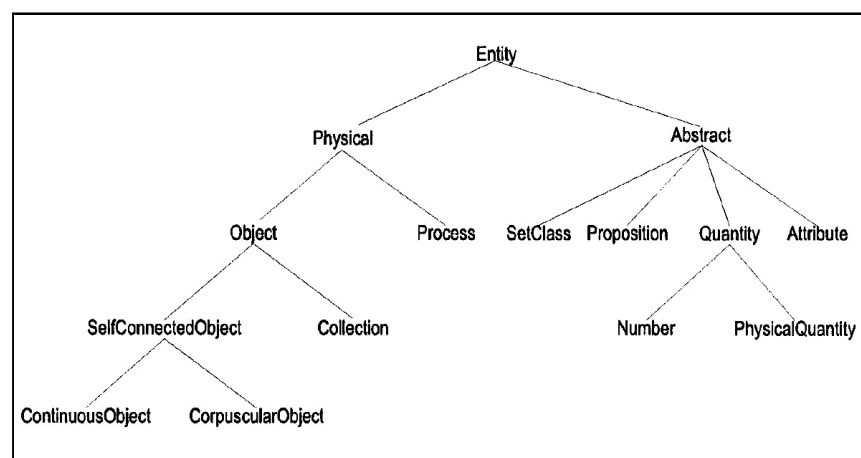 Entity
Physical Abstract
Object Process SetClass Proposition Quantity Attribute
SelfConnectedObject Collection Number PhysicalQuantity
ContinuousObject CorpuscularObject